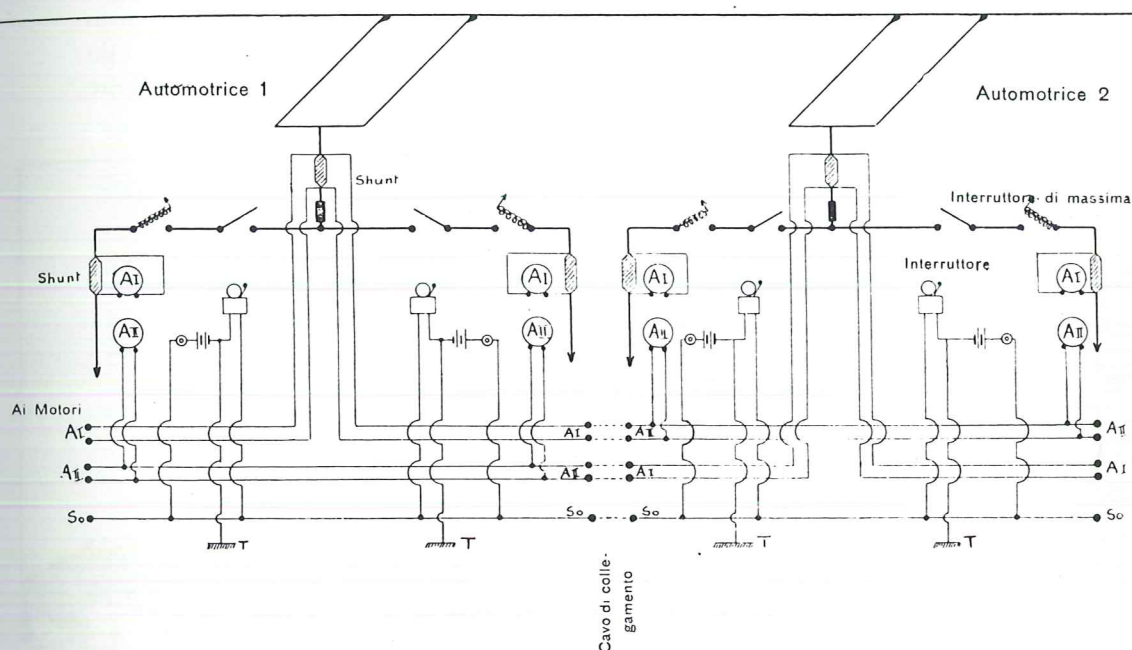 Automotrice 1
Automotrice 2
Shunt
Interruttore di massima
Shunt
AI
AI
AI
Interruttore
AI
AII
AII
AII
AII
Ai Motori
AI
AI
AII
AII
AII
AII
AI
AI
So
So
So
So
T
T
T
T
Cavo di colle-
gamento